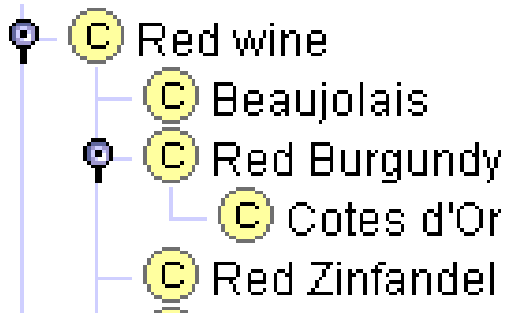 C Red wine
C Beaujolais
C Red Burgundy
C Cotes d'Or
C Red Zinfandel